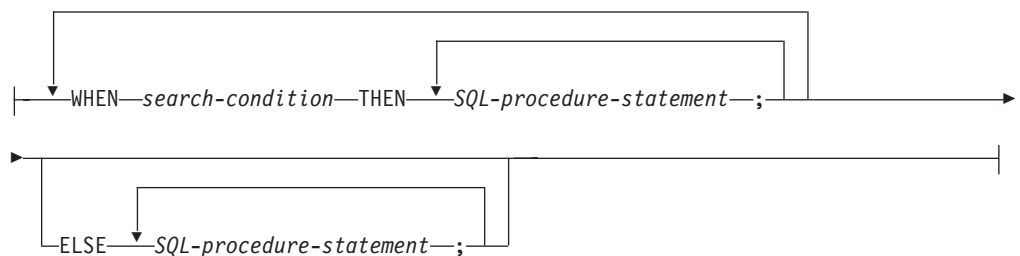 WHEN search-condition THEN SQL-procedure-statement ;
ELSE SQL-procedure-statement ;